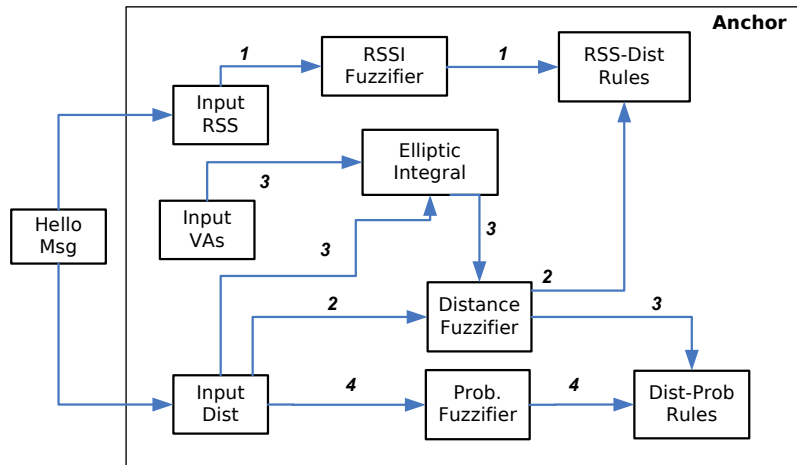 Anchor
1
RSSI
Fuzzifier
1
RSS-Dist
Rules
Input
RSS
Elliptic
Integral
3
Input
VAs
Hello
Msg
3
3
2
Distance
Fuzzifier
2
3
Input
Dist
4
Prob.
Fuzzifier
4
Dist-Prob
Rules